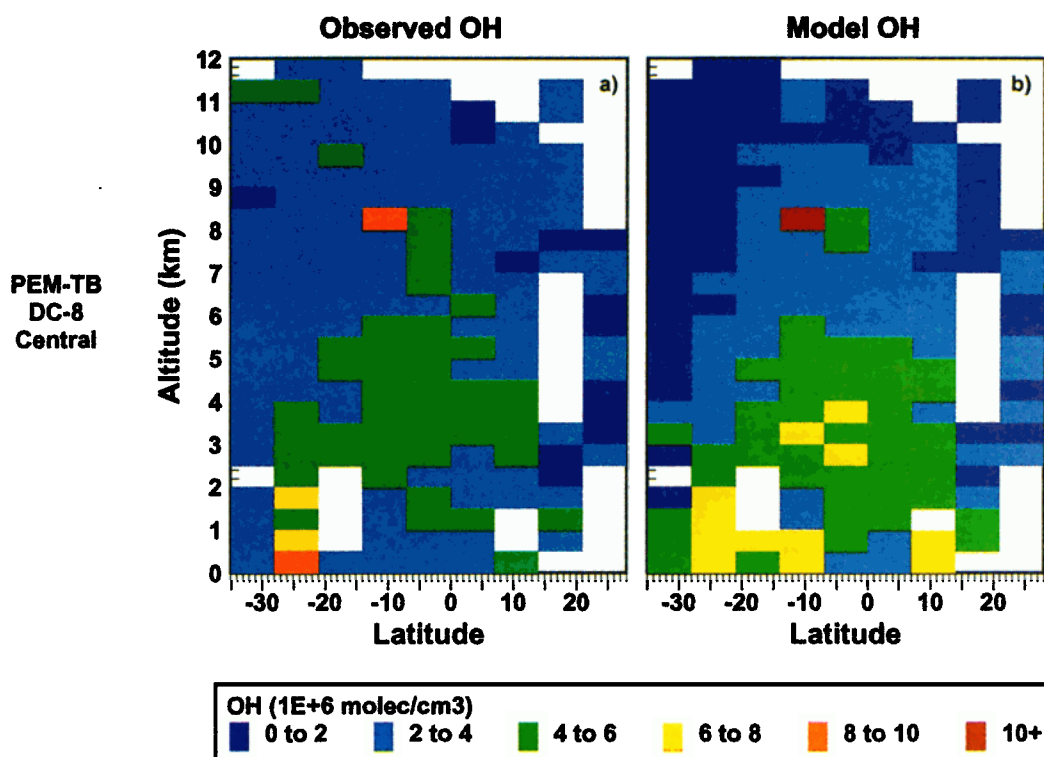 Observed OH
Model OH
PEM-TB
DC-8
Central
Altitude (km)
12
11
10
9
8
7
6
5
4
3
2
1
0
a)
b)
-30 -20 -10 0 10 20
-30 -20 -10 0 10 20
Latitude
Latitude
OH (1E+6 molec/cm3)
0 to 2 2 to 4 4 to 6 6 to 8 8 to 10 10+